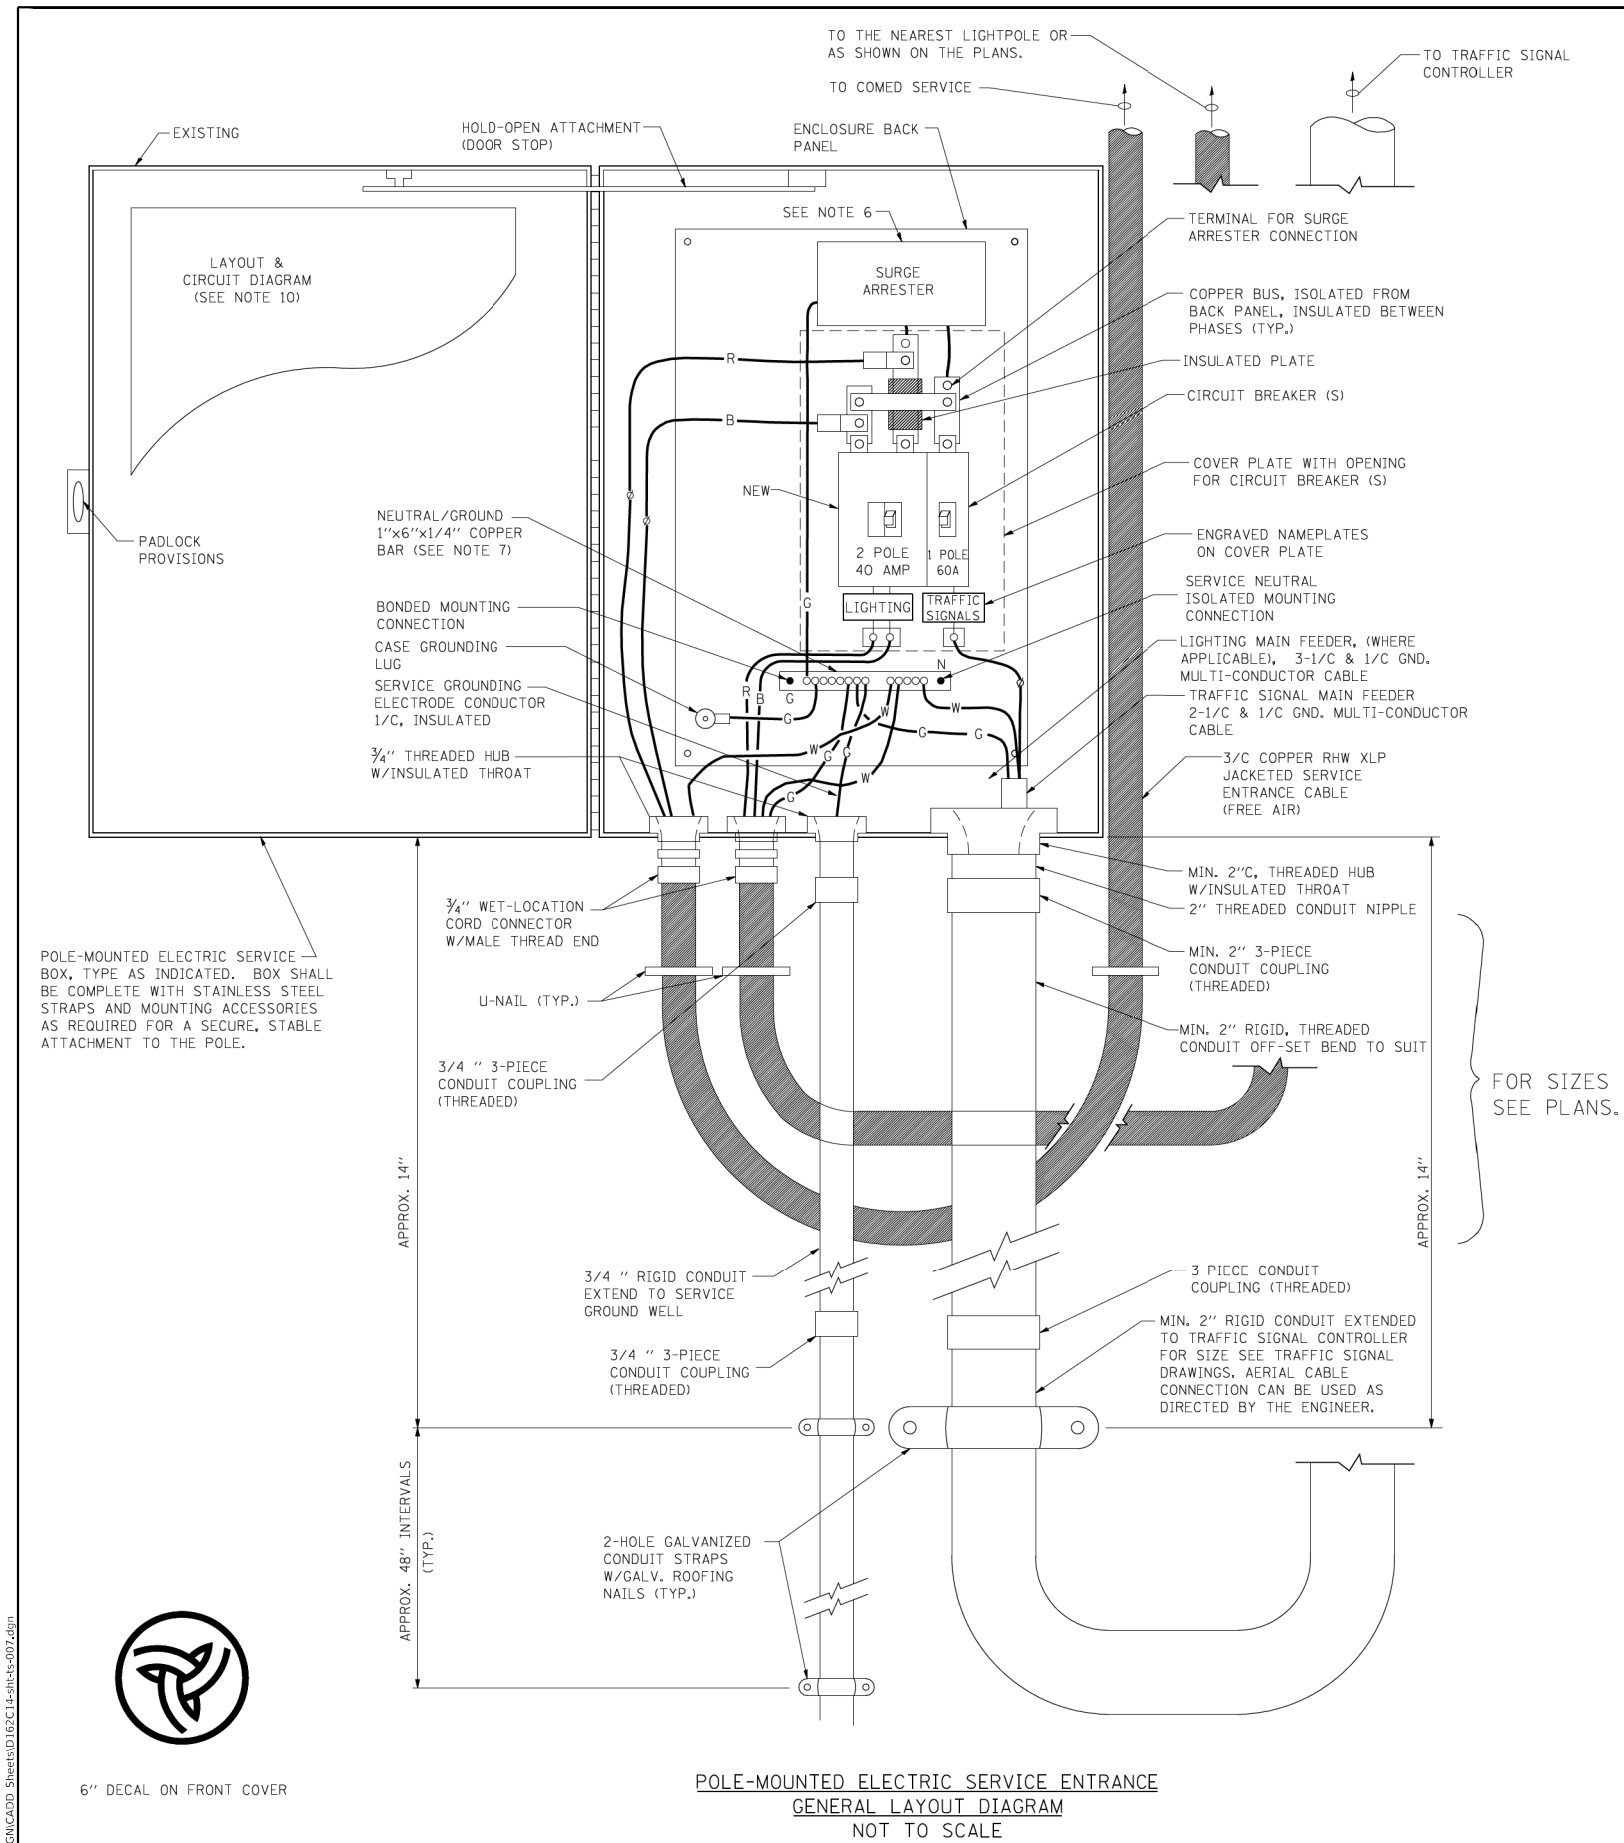 TO THE NEAREST LIGHTPOLE OR
AS SHOWN ON THE PLANS.
TO COMED SERVICE
TO TRAFFIC SIGNAL
CONTROLLER
EXISTING
HOLD-OPEN ATTACHMENT
(DOOR STOP)
ENCLOSURE BACK
PANEL
SEE NOTE 6
LAYOUT &
CIRCUIT DIAGRAM
(SEE NOTE 10)
SURGE
ARRESTER
TERMINAL FOR SURGE
ARRESTER CONNECTION
COPPER BUS, ISOLATED FROM
BACK PANEL, INSULATED BETWEEN
PHASES (TYP.)
INSULATED PLATE
CIRCUIT BREAKER (S)
R
B
COVER PLATE WITH OPENING
FOR CIRCUIT BREAKER (S)
NEW
Ø
Ø
PADLOCK
PROVISIONS
NEUTRAL/GROUND
1''x6''x1/4'' COPPER
BAR (SEE NOTE 7)
2 POLE
40 AMP
1 POLE
60A
ENGRAVED NAMEPLATES
ON COVER PLATE
G
LIGHTING
TRAFFIC
SIGNALS
SERVICE NEUTRAL
ISOLATED MOUNTING
CONNECTION
BONDED MOUNTING
CONNECTION
CASE GROUNDING
LUG
SERVICE GROUNDING
ELECTRODE CONDUCTOR
1/C, INSULATED
¾'' THREADED HUB
W/INSULATED THROAT
N
G
R
B
Ø
G
W
W
G
G
W
G
G
W
G
LIGHTING MAIN FEEDER, (WHERE
APPLICABLE), 3-1/C & 1/C GND.
MULTI-CONDUCTOR CABLE
TRAFFIC SIGNAL MAIN FEEDER
2-1/C & 1/C GND. MULTI-CONDUCTOR
CABLE
3/C COPPER RHW XLP
JACKETED SERVICE
ENTRANCE CABLE
(FREE AIR)
MIN. 2''C, THREADED HUB
W/INSULATED THROAT
2'' THREADED CONDUIT NIPPLE
¾'' WET-LOCATION
CORD CONNECTOR
W/MALE THREAD END
MIN. 2'' 3-PIECE
CONDUIT COUPLING
(THREADED)
POLE-MOUNTED ELECTRIC SERVICE
BOX, TYPE AS INDICATED. BOX SHALL
BE COMPLETE WITH STAINLESS STEEL
STRAPS AND MOUNTING ACCESSORIES
AS REQUIRED FOR A SECURE, STABLE
ATTACHMENT TO THE POLE.
U-NAIL (TYP.)
MIN. 2'' RIGID, THREADED
CONDUIT OFF-SET BEND TO SUIT
3/4 '' 3-PIECE
CONDUIT COUPLING
(THREADED)
FOR SIZES
SEE PLANS.
APPROX. 14''
APPROX. 14''
3/4 '' RIGID CONDUIT
EXTEND TO SERVICE
GROUND WELL
3 PIECE CONDUIT
COUPLING (THREADED)
3/4 '' 3-PIECE
CONDUIT COUPLING
(THREADED)
MIN. 2'' RIGID CONDUIT EXTENDED
TO TRAFFIC SIGNAL CONTROLLER
FOR SIZE SEE TRAFFIC SIGNAL
DRAWINGS. AERIAL CABLE
CONNECTION CAN BE USED AS
DIRECTED BY THE ENGINEER.
APPROX. 48'' INTERVALS
(TYP.)
2-HOLE GALVANIZED
CONDUIT STRAPS
W/GALV. ROOFING
NAILS (TYP.)
6'' DECAL ON FRONT COVER
POLE-MOUNTED ELECTRIC SERVICE ENTRANCE
GENERAL LAYOUT DIAGRAM
NOT TO SCALE
GN\CADD Sheets\D162C14-sht-ts-007.dgn